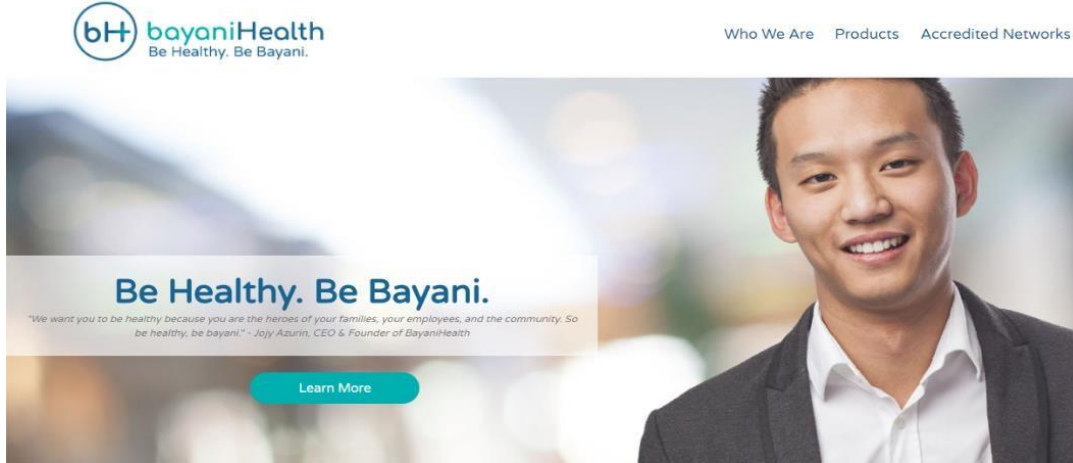 bH bayaniHealth
Be Healthy. Be Bayani.
Who We Are Products Accredited Networks
Be Healthy. Be Bayani.
"We want you to be healthy because you are the heroes of your families, your employees, and the community. So
be healthy, be bayani." - Jojy Azurin, CEO & Founder of BayaniHealth
Learn More